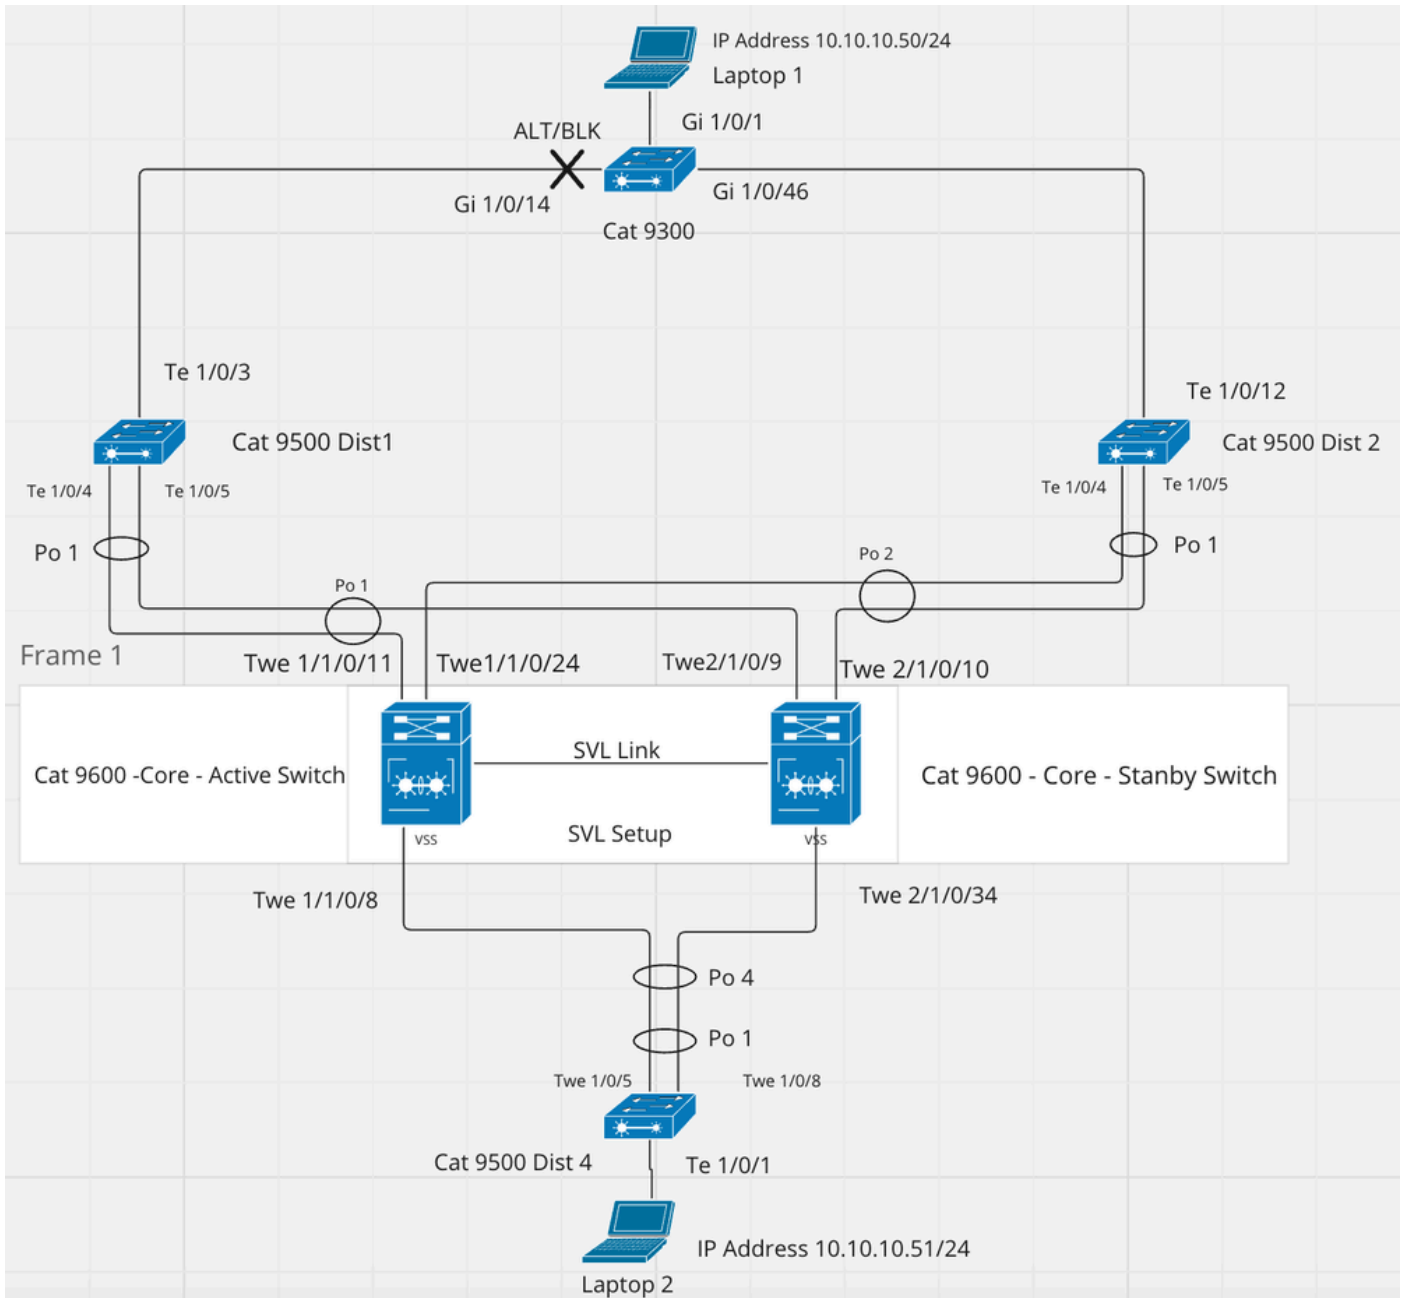 IP Address 10.10.10.50/24
Laptop 1
Gi 1/0/1
ALT/BLK
Gi 1/0/14
Gi 1/0/46
Cat 9300
Te 1/0/3
Te 1/0/12
Cat 9500 Dist1
Cat 9500 Dist 2
Te 1/0/4
Te 1/0/5
Te 1/0/4
Te 1/0/5
Po 1
Po 1
Po 2
Po 1
Frame 1
Twe 1/1/0/11
Twe1/1/0/24
Twe2/1/0/9
Twe 2/1/0/10
SVL Link
Cat 9600 -Core - Active Switch
Cat 9600 - Core - Stanby Switch
SVL Setup
VSS
VSS
Twe 1/1/0/8
Twe 2/1/0/34
Po 4
Po 1
Twe 1/0/5
Twe 1/0/8
Cat 9500 Dist 4
Te 1/0/1
IP Address 10.10.10.51/24
Laptop 2